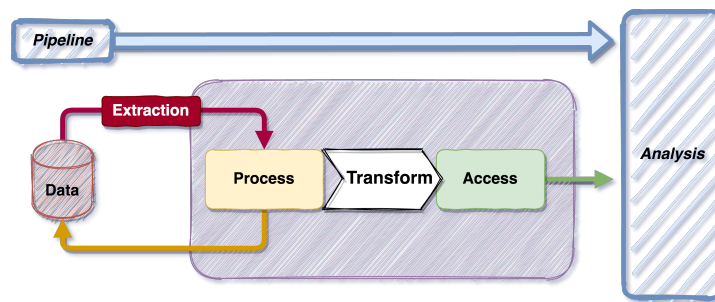 Pipeline
Extraction
Data
Process
Transform
Access
Analysis